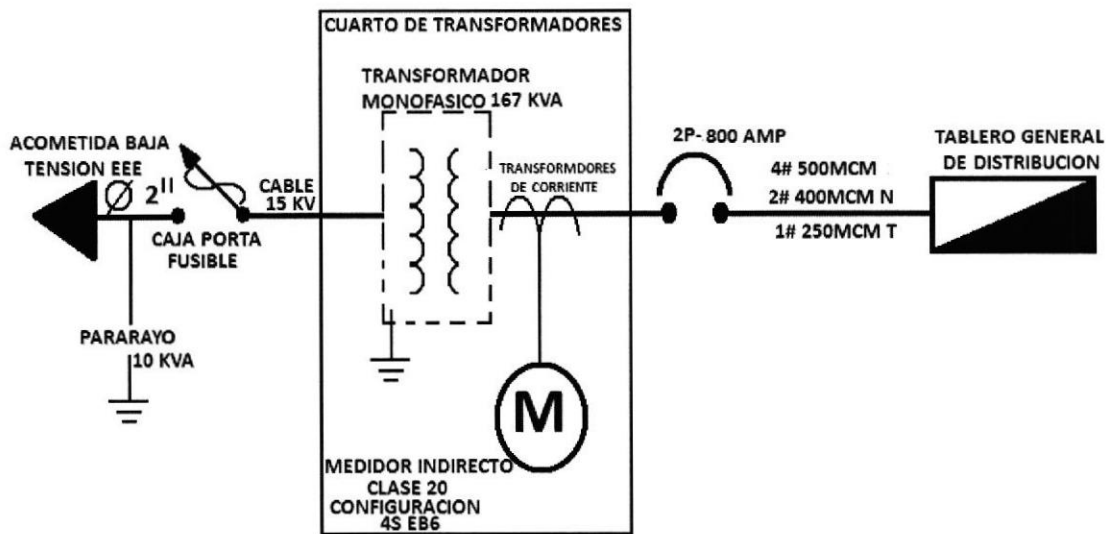 CUARTO DE TRANSFORMADORES
TRANSFORMADOR
MONOFASICO 167 KVA
ACOMETIDA BAJA
TENSION EEE
Ø 2"
CABLE
15 KV
CAJA PORTA
FUSIBLE
PARARAYO
10 KVA
TRANSFORMDORES
DE CORRIENTE
M
MEDIDOR INDIRECTO
CLASE 20
CONFIGURACION
4S EB6
2P- 800 AMP
4# 500MCM
2# 400MCM N
1# 250MCM T
TABLERO GENERAL
DE DISTRIBUCION